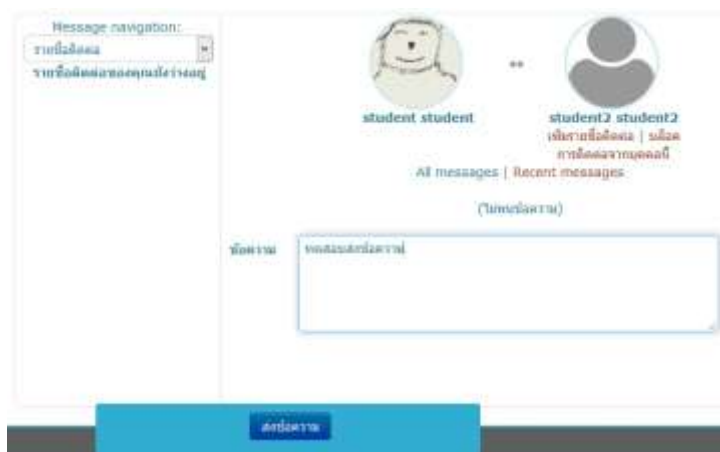 Message navigation:
รายชื่อติดต่อ
รายชื่อติดต่อของคุณยังว่างอยู่
student student
↔
student2 student2
เพิ่มรายชื่อติดต่อ | บล็อค
การติดต่อจากบุคคลนี้
All messages | Recent messages
(ไม่พบข้อความ)
ข้อความ
ทดสอบส่งข้อความ
ส่งข้อความ